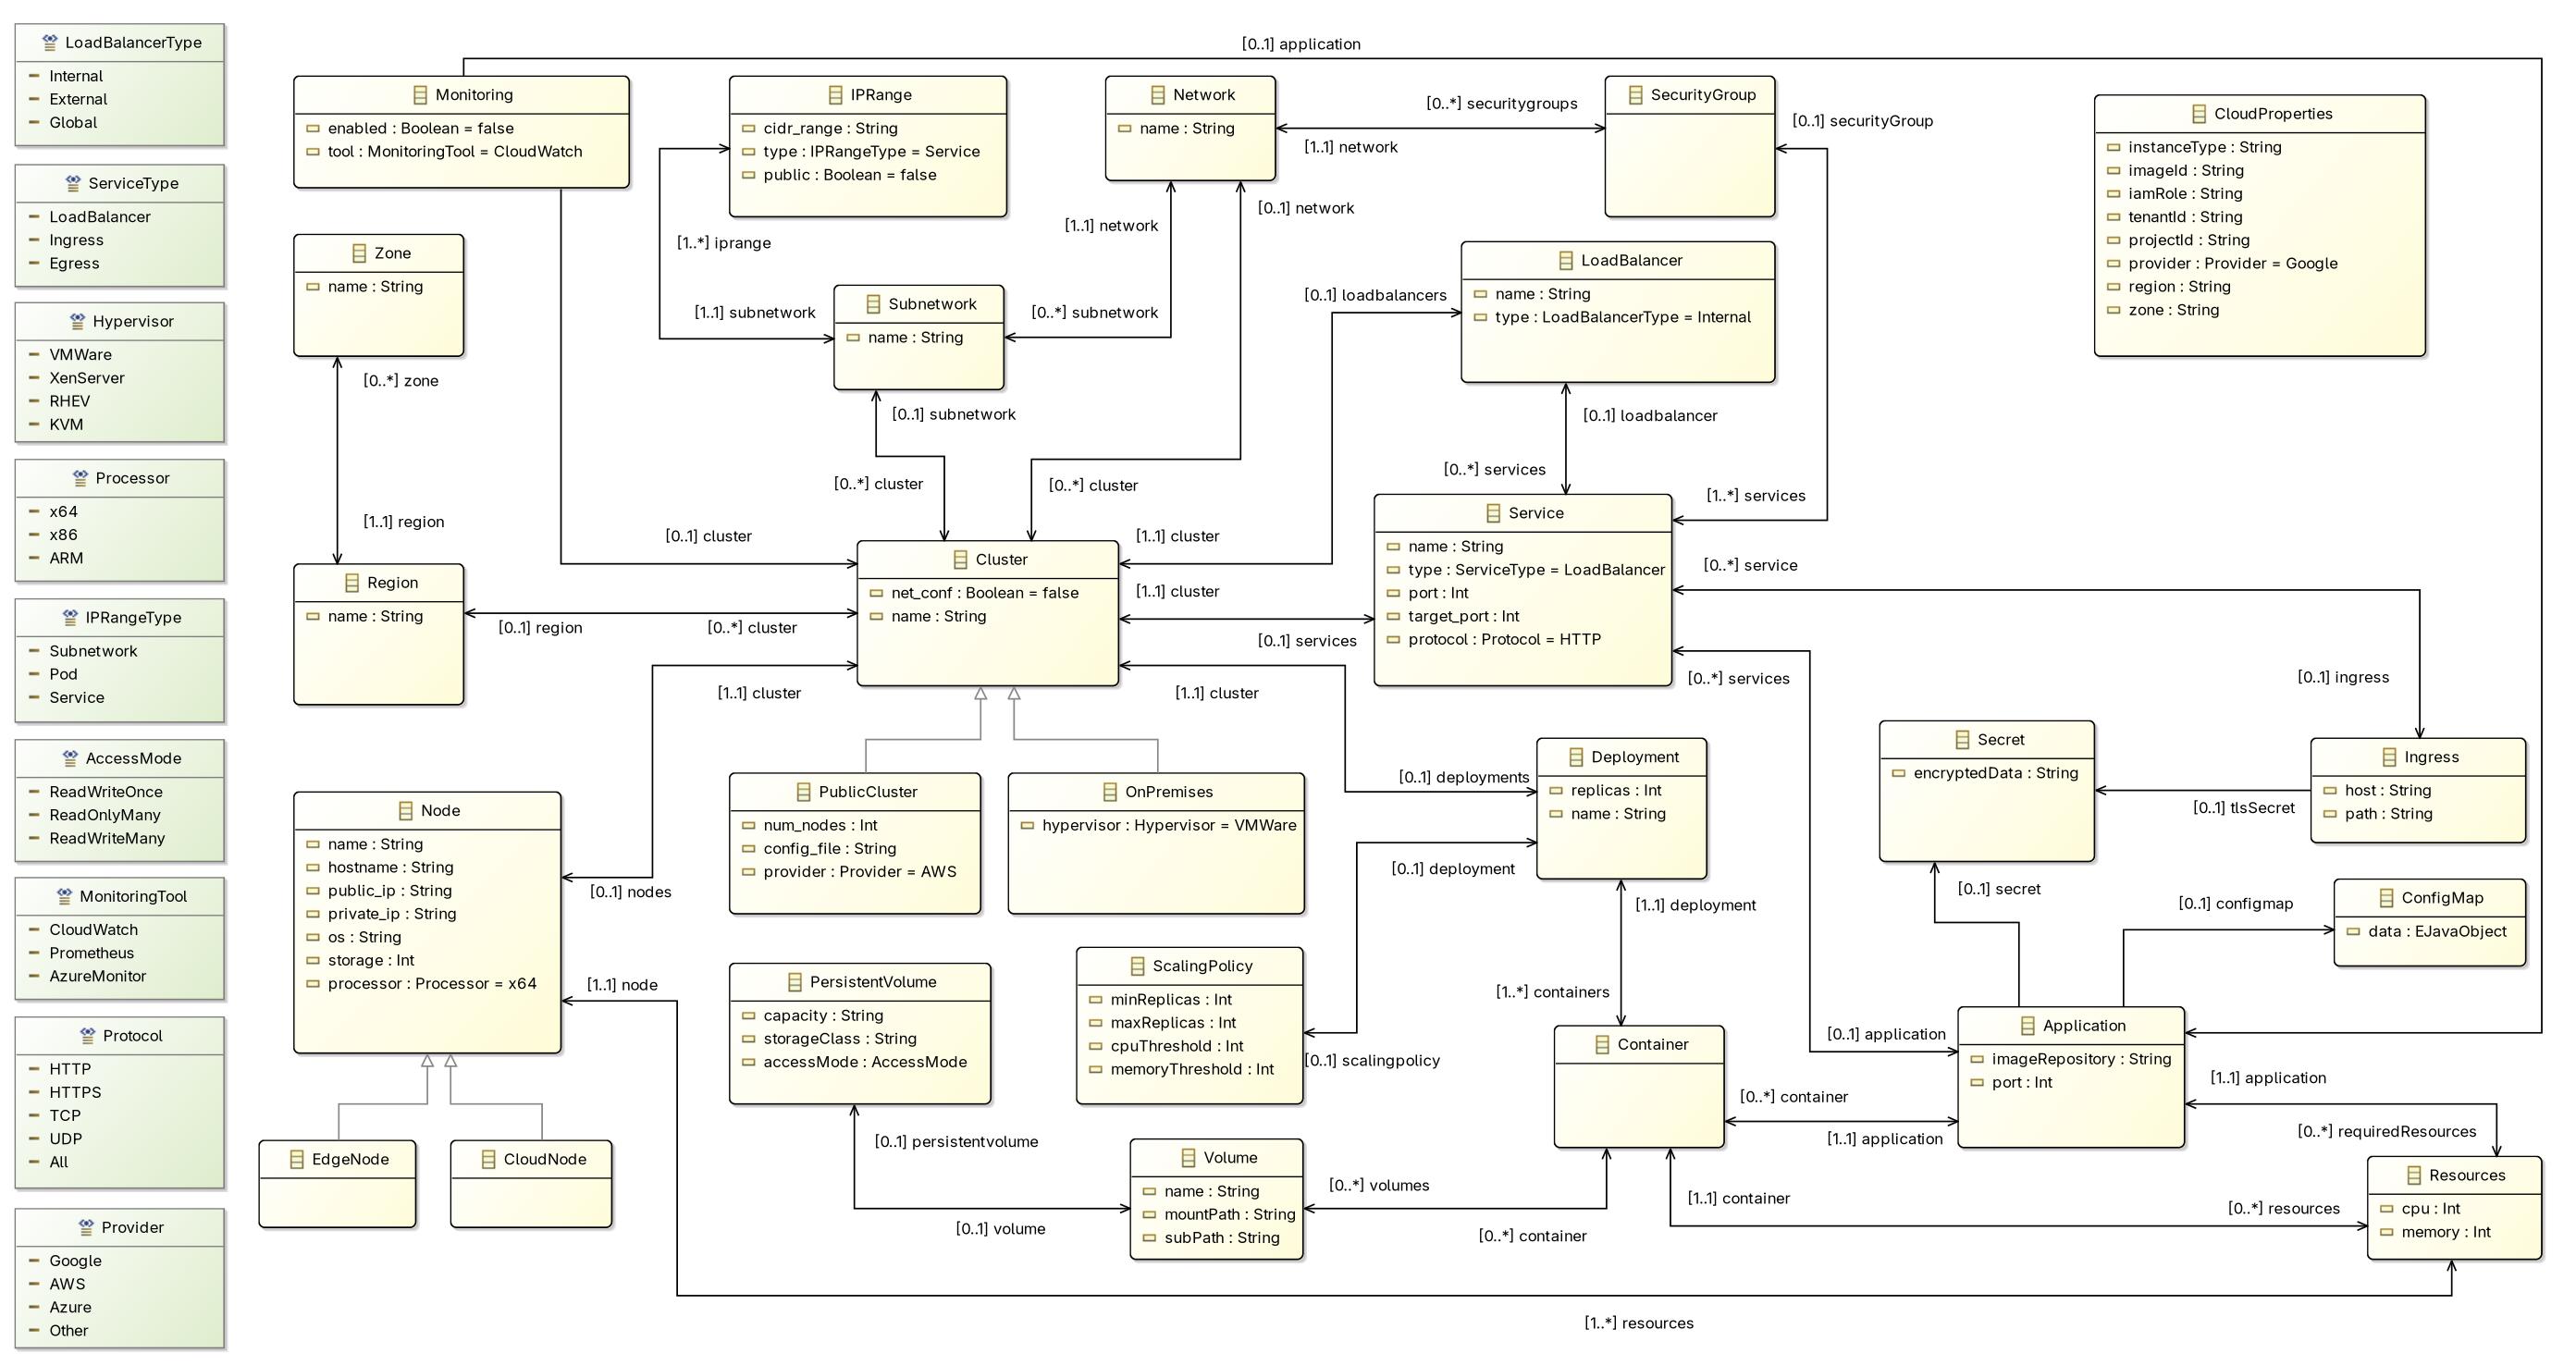 LoadBalancerType
Internal
External
Global
ServiceType
LoadBalancer
Ingress
Egress
Hypervisor
VMWare
XenServer
RHEV
KVM
Processor
x64
x86
ARM
IPRangeType
Subnetwork
Pod
Service
AccessMode
ReadWriteOnce
ReadOnlyMany
ReadWriteMany
MonitoringTool
CloudWatch
Prometheus
AzureMonitor
Protocol
HTTP
HTTPS
TCP
UDP
All
Provider
Google
AWS
Azure
Other
[0..1] application
Monitoring
enabled : Boolean = false
tool : MonitoringTool = CloudWatch
IPRange
cidr_range : String
type : IPRangeType = Service
public : Boolean = false
Network
name : String
[0..*] securitygroups
[1..1] network
SecurityGroup
[0..1] securityGroup
CloudProperties
instanceType : String
imageId : String
iamRole : String
tenantId : String
projectId : String
provider : Provider = Google
region : String
zone : String
[1..*] iprange
[1..1] subnetwork
[1..1] network
[0..1] network
Zone
name : String
[0..*] zone
[1..1] region
Subnetwork
name : String
[0..*] subnetwork
[0..1] subnetwork
[0..1] loadbalancers
LoadBalancer
name : String
type : LoadBalancerType = Internal
[0..1] loadbalancer
[0..*] services
[0..*] cluster
[0..*] cluster
[0..1] cluster
[1..1] cluster
[1..*] services
Region
name : String
[0..1] region
[0..*] cluster
Cluster
net_conf : Boolean = false
name : String
[1..1] cluster
[0..1] services
Service
name : String
type : ServiceType = LoadBalancer
port : Int
target_port : Int
protocol : Protocol = HTTP
[0..*] service
[0..1] ingress
[0..*] services
[1..1] cluster
[1..1] cluster
PublicCluster
num_nodes : Int
config_file : String
provider : Provider = AWS
OnPremises
hypervisor : Hypervisor = VMWare
[0..1] deployments
Deployment
replicas : Int
name : String
[0..1] deployment
[1..1] deployment
Secret
encryptedData : String
[0..1] tlsSecret
Ingress
host : String
path : String
[0..1] secret
[0..1] configmap
ConfigMap
data : EJavaObject
Node
name : String
hostname : String
public_ip : String
private_ip : String
os : String
storage : Int
processor : Processor = x64
[0..1] nodes
[1..1] node
PersistentVolume
capacity : String
storageClass : String
accessMode : AccessMode
[0..1] persistentvolume
[0..1] volume
ScalingPolicy
minReplicas : Int
maxReplicas : Int
cpuThreshold : Int
memoryThreshold : Int
[0..1] scalingpolicy
[1..*] containers
Container
[0..*] container
[1..1] application
[0..1] application
Application
imageRepository : String
port : Int
[1..1] application
[0..*] requiredResources
EdgeNode
CloudNode
Volume
name : String
mountPath : String
subPath : String
[0..*] volumes
[0..*] container
[1..1] container
[0..*] resources
Resources
cpu : Int
memory : Int
[1..*] resources